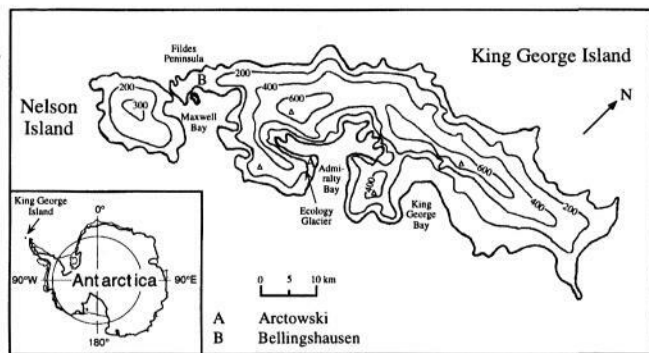 King George Island
Fildes
Peninsula
B
200
400
600
200
300
Nelson
Island
Maxwell
Bay
N
Admi-
ralty
Bay
A
Ecology
Glacier
400
King
George
Bay
600
400
200
King George
Island
0°
90°W
Antarctica
90°E
180°
0 5 10 km
A Arctowski
B Bellingshausen